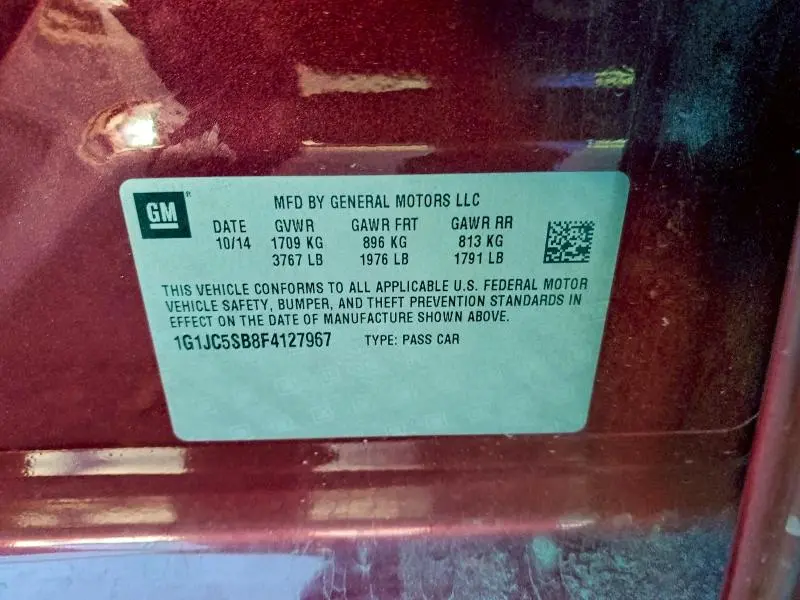 GM ®
MFD BY GENERAL MOTORS LLC
DATE GVWR GAWR FRT GAWR RR
10/14 1709 KG 896 KG 813 KG
3767 LB 1976 LB 1791 LB
THIS VEHICLE CONFORMS TO ALL APPLICABLE U.S. FEDERAL MOTOR
VEHICLE SAFETY, BUMPER, AND THEFT PREVENTION STANDARDS IN
EFFECT ON THE DATE OF MANUFACTURE SHOWN ABOVE.
1G1JC5SB8F4127967 TYPE: PASS CAR